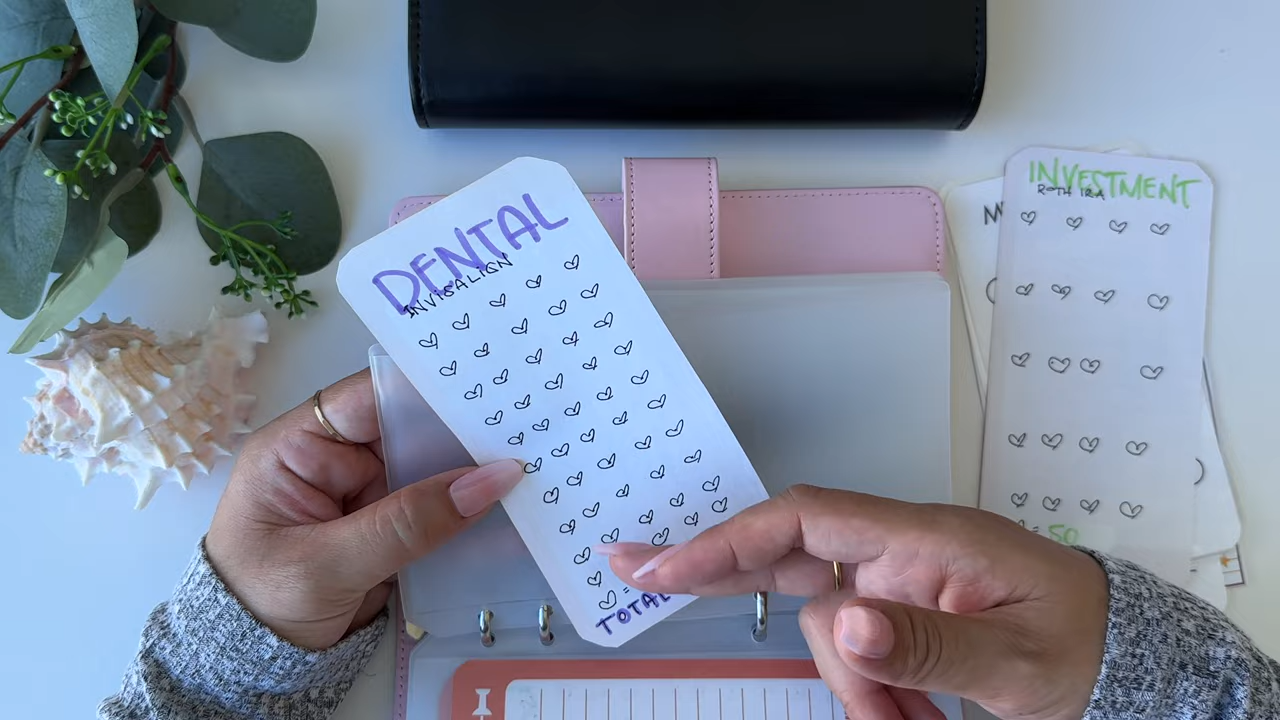 DENTAL
INVISALIGN
=
TOTAL
INVESTMENT
ROTH IRA
= 50